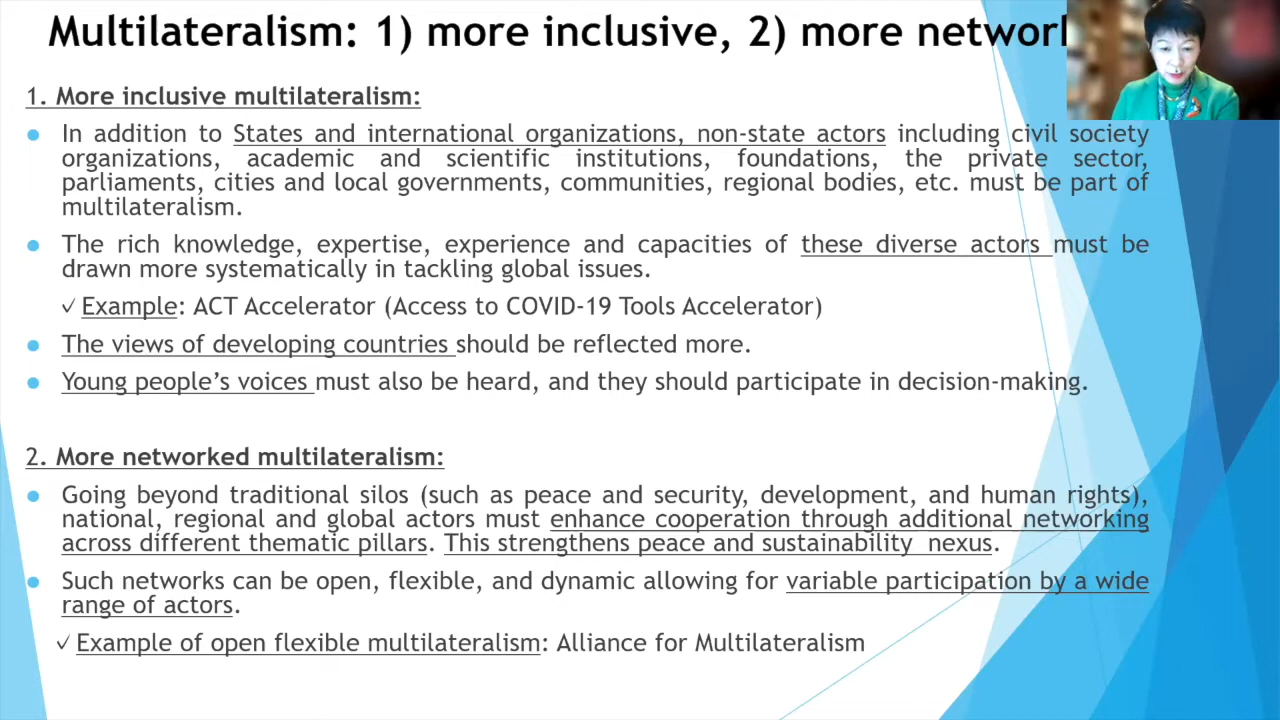 Multilateralism: 1) more inclusive, 2) more
1. More inclusive multilateralism:
● In addition to States and international organizations, non-state actors including civil society
organizations, academic and scientific institutions, foundations, the private sector,
parliaments, cities and local governments, communities, regional bodies, etc. must be part of
multilateralism.
● The rich knowledge, expertise, experience and capacities of these diverse actors must be
drawn more systematically in tackling global issues.
✓Example: ACT Accelerator (Access to COVID-19 Tools Accelerator)
● The views of developing countries should be reflected more.
● Young people’s voices must also be heard, and they should participate in decision-making.
2. More networked multilateralism:
● Going beyond traditional silos (such as peace and security, development, and human rights),
national, regional and global actors must enhance cooperation through additional networking
across different thematic pillars. This strengthens peace and sustainability nexus.
● Such networks can be open, flexible, and dynamic allowing for variable participation by a wide
range of actors.
✓Example of open flexible multilateralism: Alliance for Multilateralism